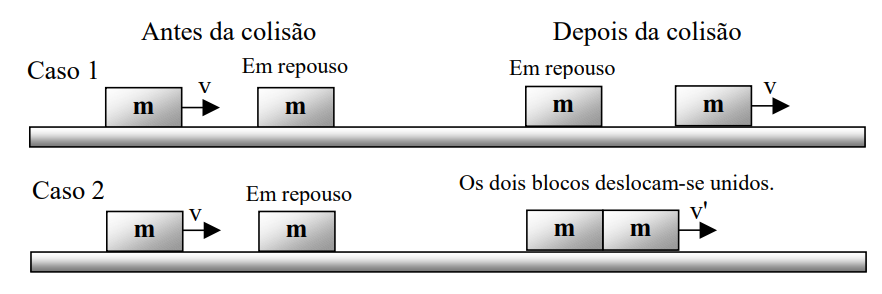 Antes da colisão
Depois da colisão
Caso 1
v
Em repouso
Em repouso
v
m
m
m
m
Caso 2
v
Em repouso
Os dois blocos deslocam-se unidos.
v'
m
m
m
m